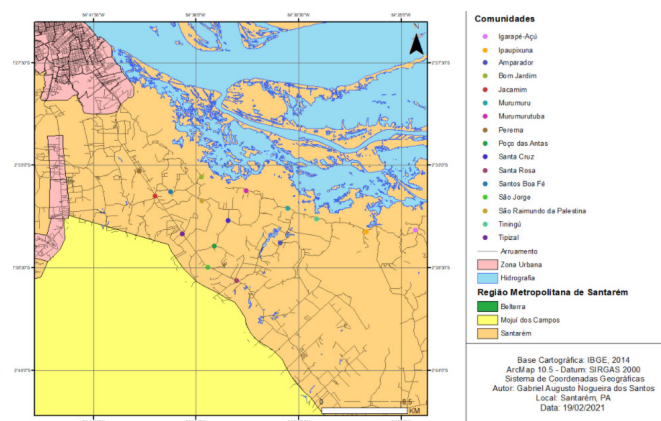 Comunidades
Igarapé-Açú
Ipaupixuna
Amparador
Bom Jardim
Jacamim
Murumuru
Murumurutuba
Perema
Poço das Antas
Santa Cruz
Santa Rosa
Santos Boa Fé
São Jorge
São Raimundo da Palestina
Tiningú
Tipizal
Arruamento
Zona Urbana
Hidrografia
Região Metropolitana de Santarém
Belterra
Mojuí dos Campos
Santarém
Base Cartográfica: IBGE, 2014
ArcMap 10.5 - Datum: SIRGAS 2000
Sistema de Coordenadas Geográficas
Autor: Gabriel Augusto Nogueira dos Santos
Local: Santarém, PA
Data: 19/02/2021
KM